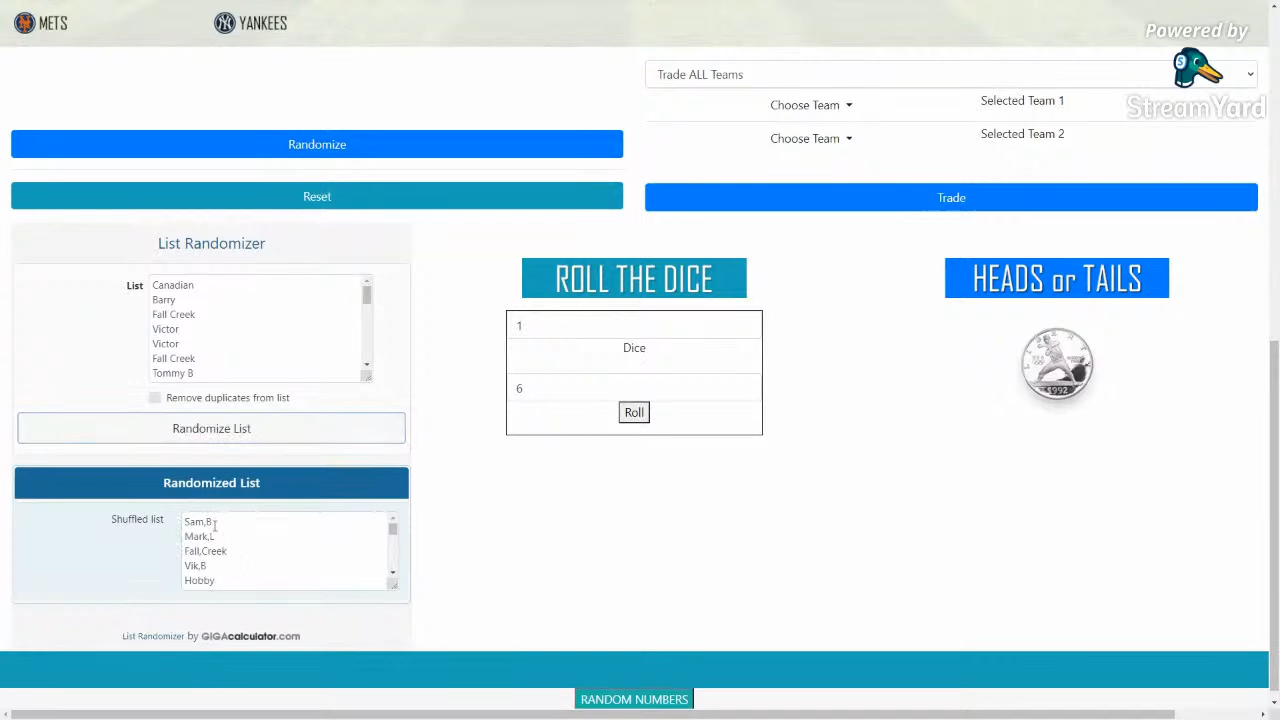 METS
YANKEES
Powered by
StreamYard
Trade ALL Teams
Choose Team
Selected Team 1
Choose Team
Selected Team 2
Randomize
Reset
Trade
List Randomizer
List
Canadian
Barry
Fall Creek
Victor
Victor
Fall Creek
Tommy B
Remove duplicates from list
Randomize List
Randomized List
Shuffled list
Sam,B
Mark,L
Fall,Creek
Vik,B
Hobby
List Randomizer by GIGAcalculator.com
ROLL THE DICE
1
Dice
6
Roll
HEADS or TAILS
1992
RANDOM NUMBERS